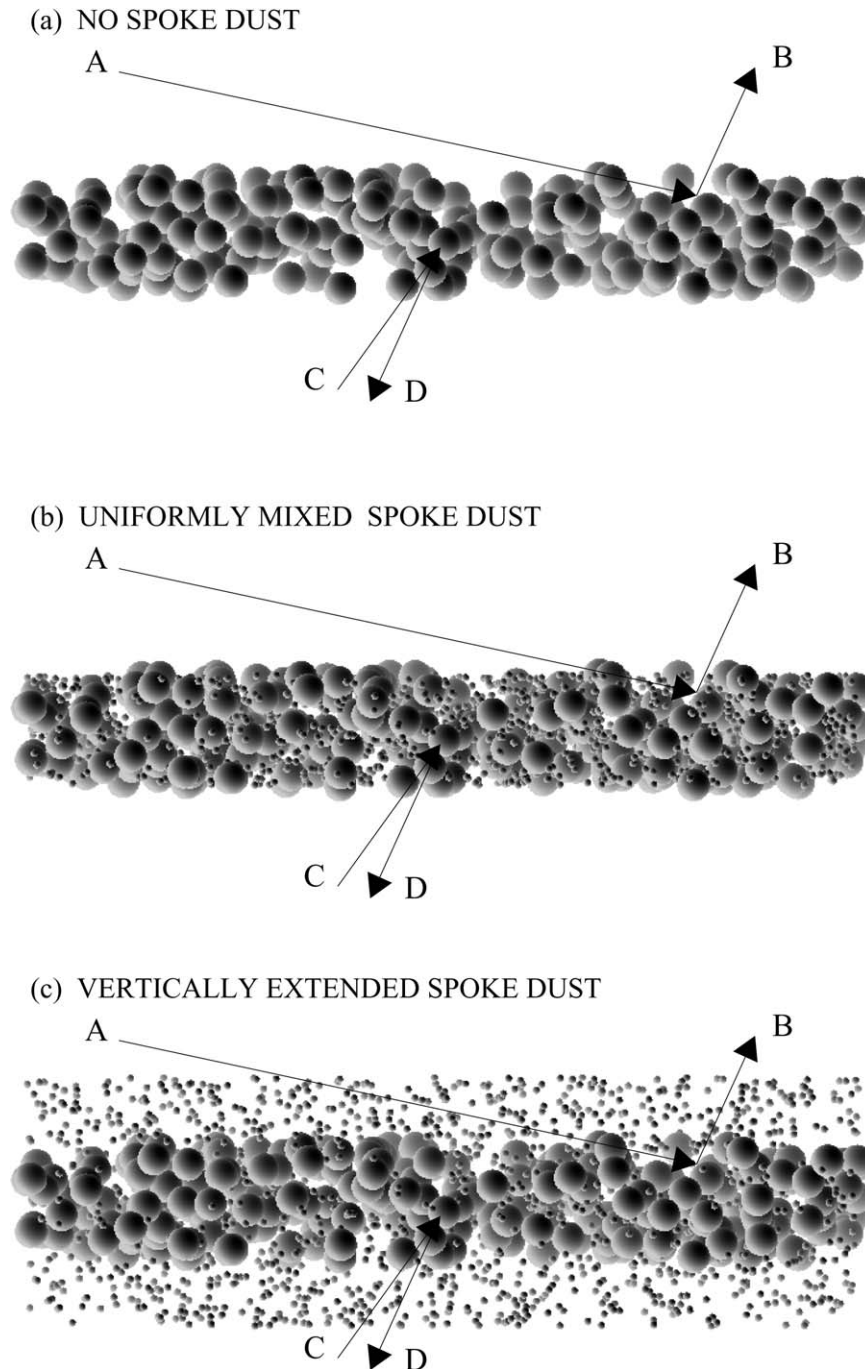 (a) NO SPOKE DUST
A
B
C
D
(b) UNIFORMLY MIXED SPOKE DUST
A
B
C
D
(c) VERTICALLY EXTENDED SPOKE DUST
A
B
C
D